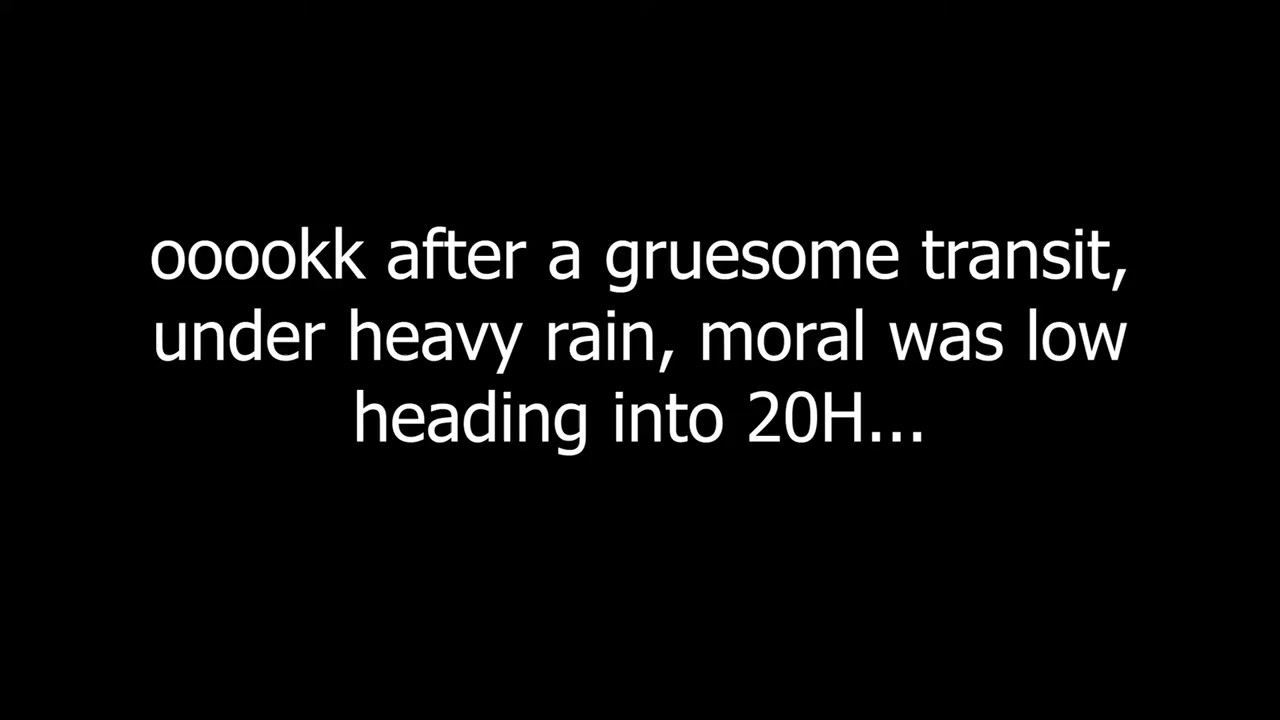 ooookk after a gruesome transit,
under heavy rain, moral was low
heading into 20H...